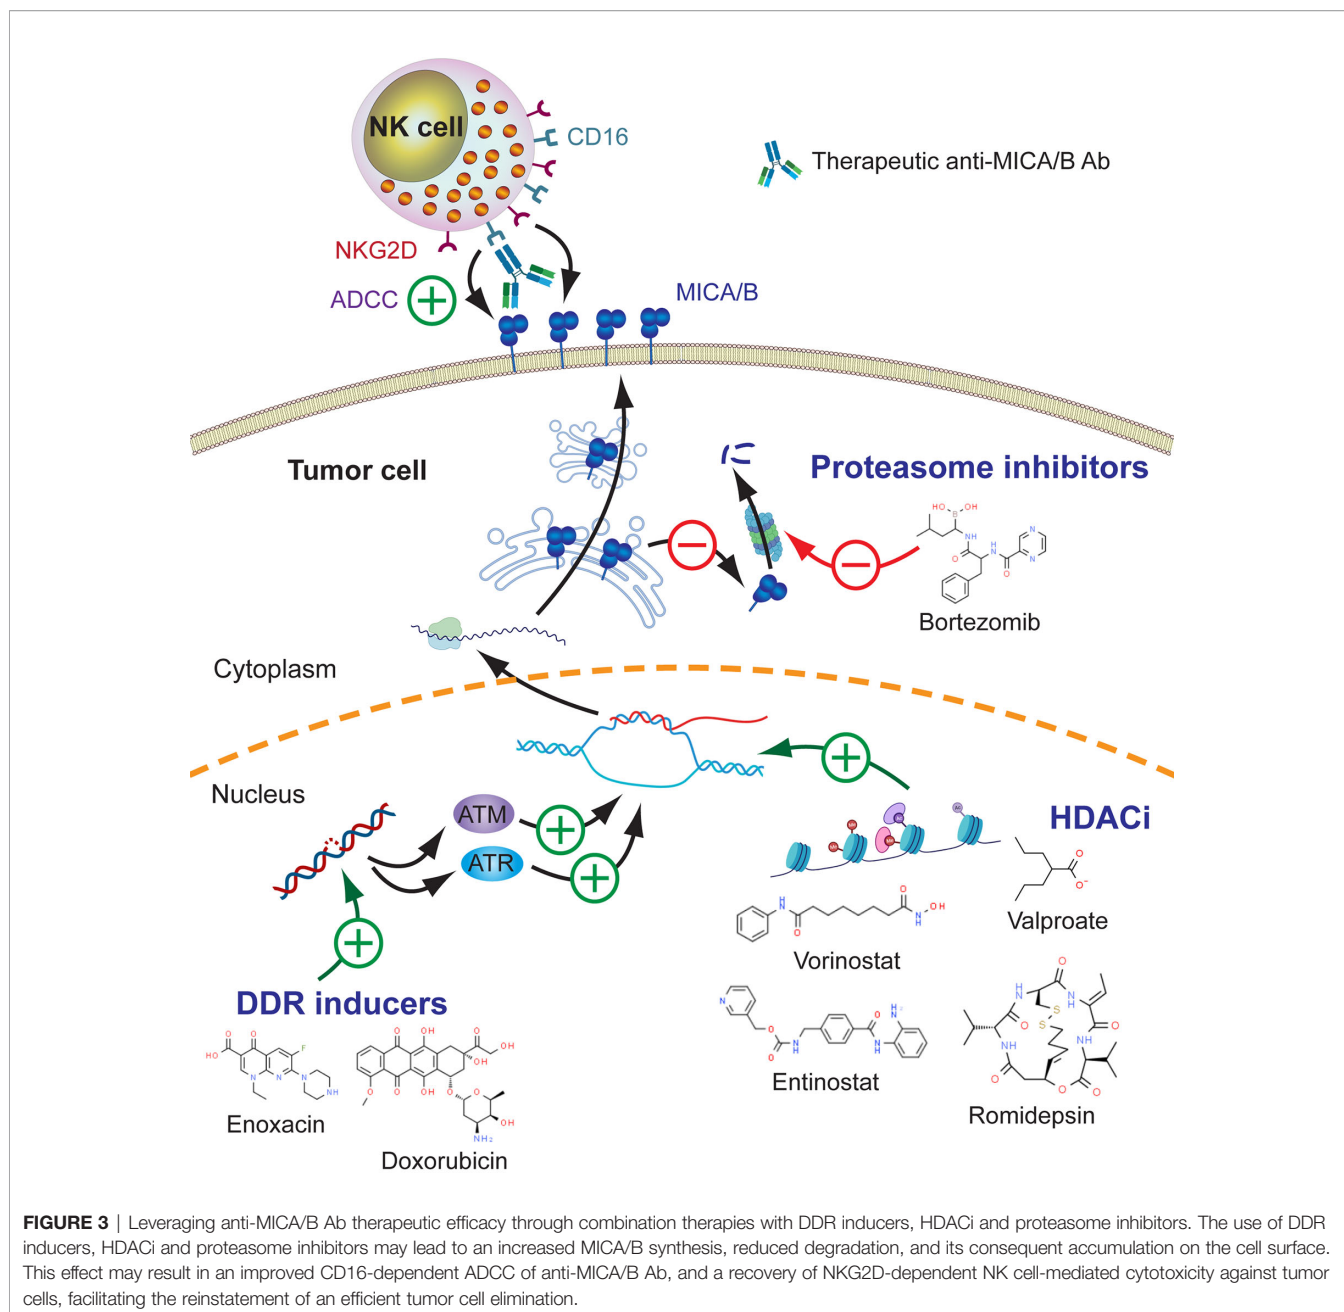 NK cell
CD16
Therapeutic anti-MICA/B Ab
NKG2D
ADCC
MICA/B
Tumor cell
Proteasome inhibitors
Bortezomib
Cytoplasm
Nucleus
ATM
ATR
HDACi
Valproate
Vorinostat
DDR inducers
Entinostat
Romidepsin
Enoxacin
Doxorubicin
FIGURE 3 | Leveraging anti-MICA/B Ab therapeutic efficacy through combination therapies with DDR inducers, HDACi and proteasome inhibitors. The use of DDR
inducers, HDACi and proteasome inhibitors may lead to an increased MICA/B synthesis, reduced degradation, and its consequent accumulation on the cell surface.
This effect may result in an improved CD16-dependent ADCC of anti-MICA/B Ab, and a recovery of NKG2D-dependent NK cell-mediated cytotoxicity against tumor
cells, facilitating the reinstatement of an efficient tumor cell elimination.